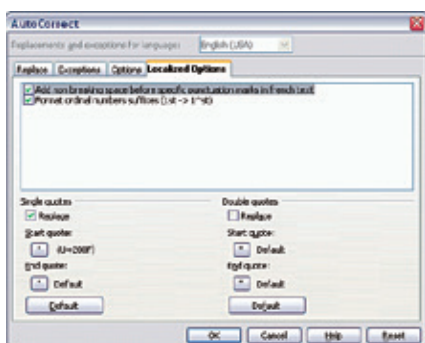 AutoCorrect
Replacements and exceptions for language: English (USA)
Replace Exceptions Options Localized Options
Add non breaking space before specific punctuation marks in french text
Format ordinal numbers suffices (1st -> 1^st)
Single quotes Double quotes
Replace Replace
Start quote: Start quote:
Default
End quote: End quote:
Default Default
Default Default
OK Cancel Help Reset